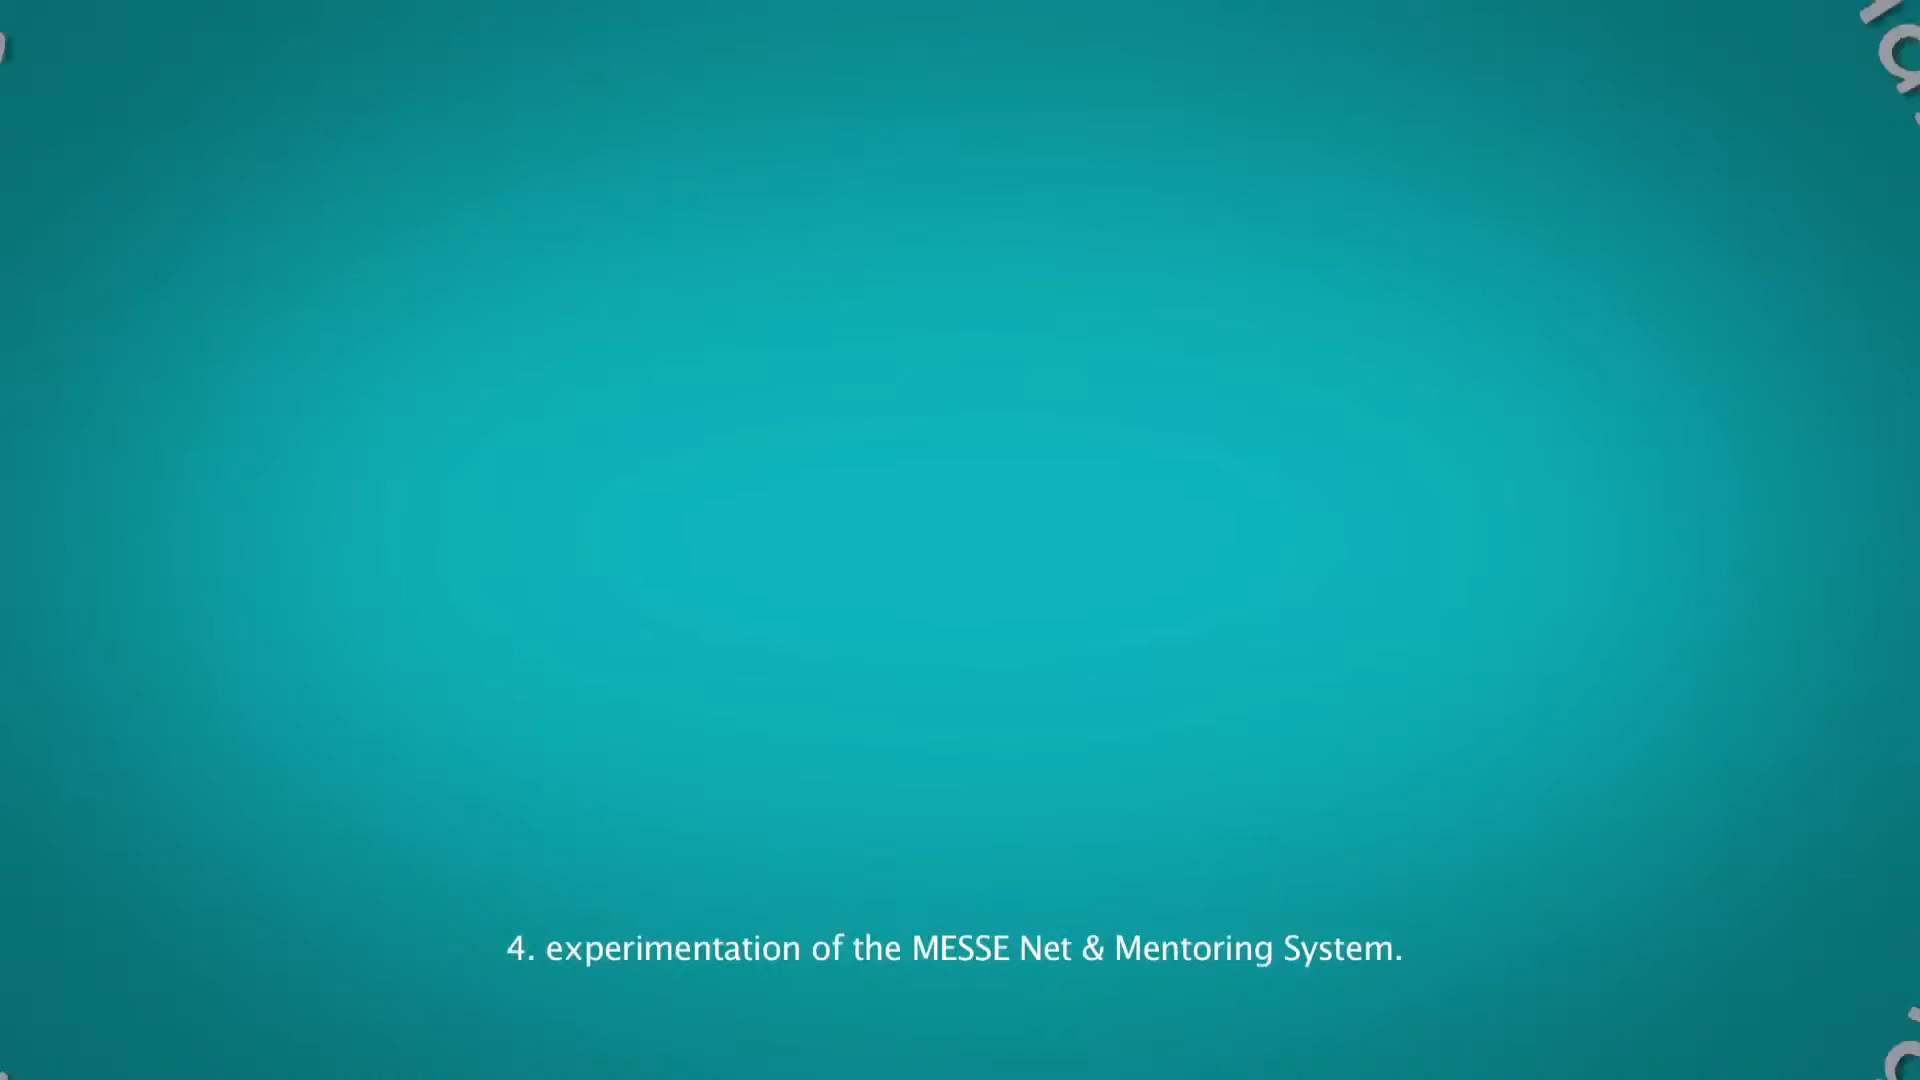 4. experimentation of the MESSE Net & Mentoring System.